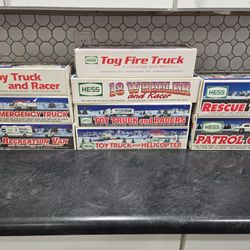 HESS
Toy Fire Truck
Toy Truck
and Racer
EMERGENCY TRUCK
HESS
RECREATION VAN
HESS
18 WHEELER
and Racer
HESS
TOY TRUCK and RACERS
HESS
TOY TRUCK and HELICOPTER
HESS
RESCUE
HESS
PATROL